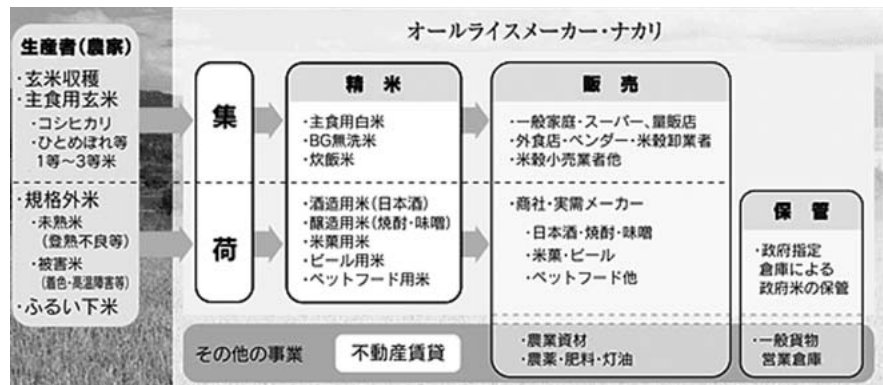 オールライスメーカー・ナカリ
生産者(農家)
・玄米収穫
・主食用玄米
・コシヒカリ
・ひとめぼれ等
1等～3等米
・規格外米
・未熟米
(登熟不良等)
・被害米
(着色・高温障害等)
・ふるい下米
集
荷
精 米
・主食用白米
・BG無洗米
・炊飯米
・酒造用米(日本酒)
・醸造用米(焼酎・味噌)
・米菓用米
・ビール用米
・ペットフード用米
販 売
・一般家庭・スーパー、量販店
・外食店・ベンダー・米穀卸業者
・米穀小売業者他
・商社・実需メーカー
・日本酒・焼酎・味噌
・米菓・ビール
・ペットフード他
・農業資材
・農薬・肥料・灯油
保 管
・政府指定
倉庫による
政府米の保管
・一般貨物
営業倉庫
その他の事業
不動産賃貸